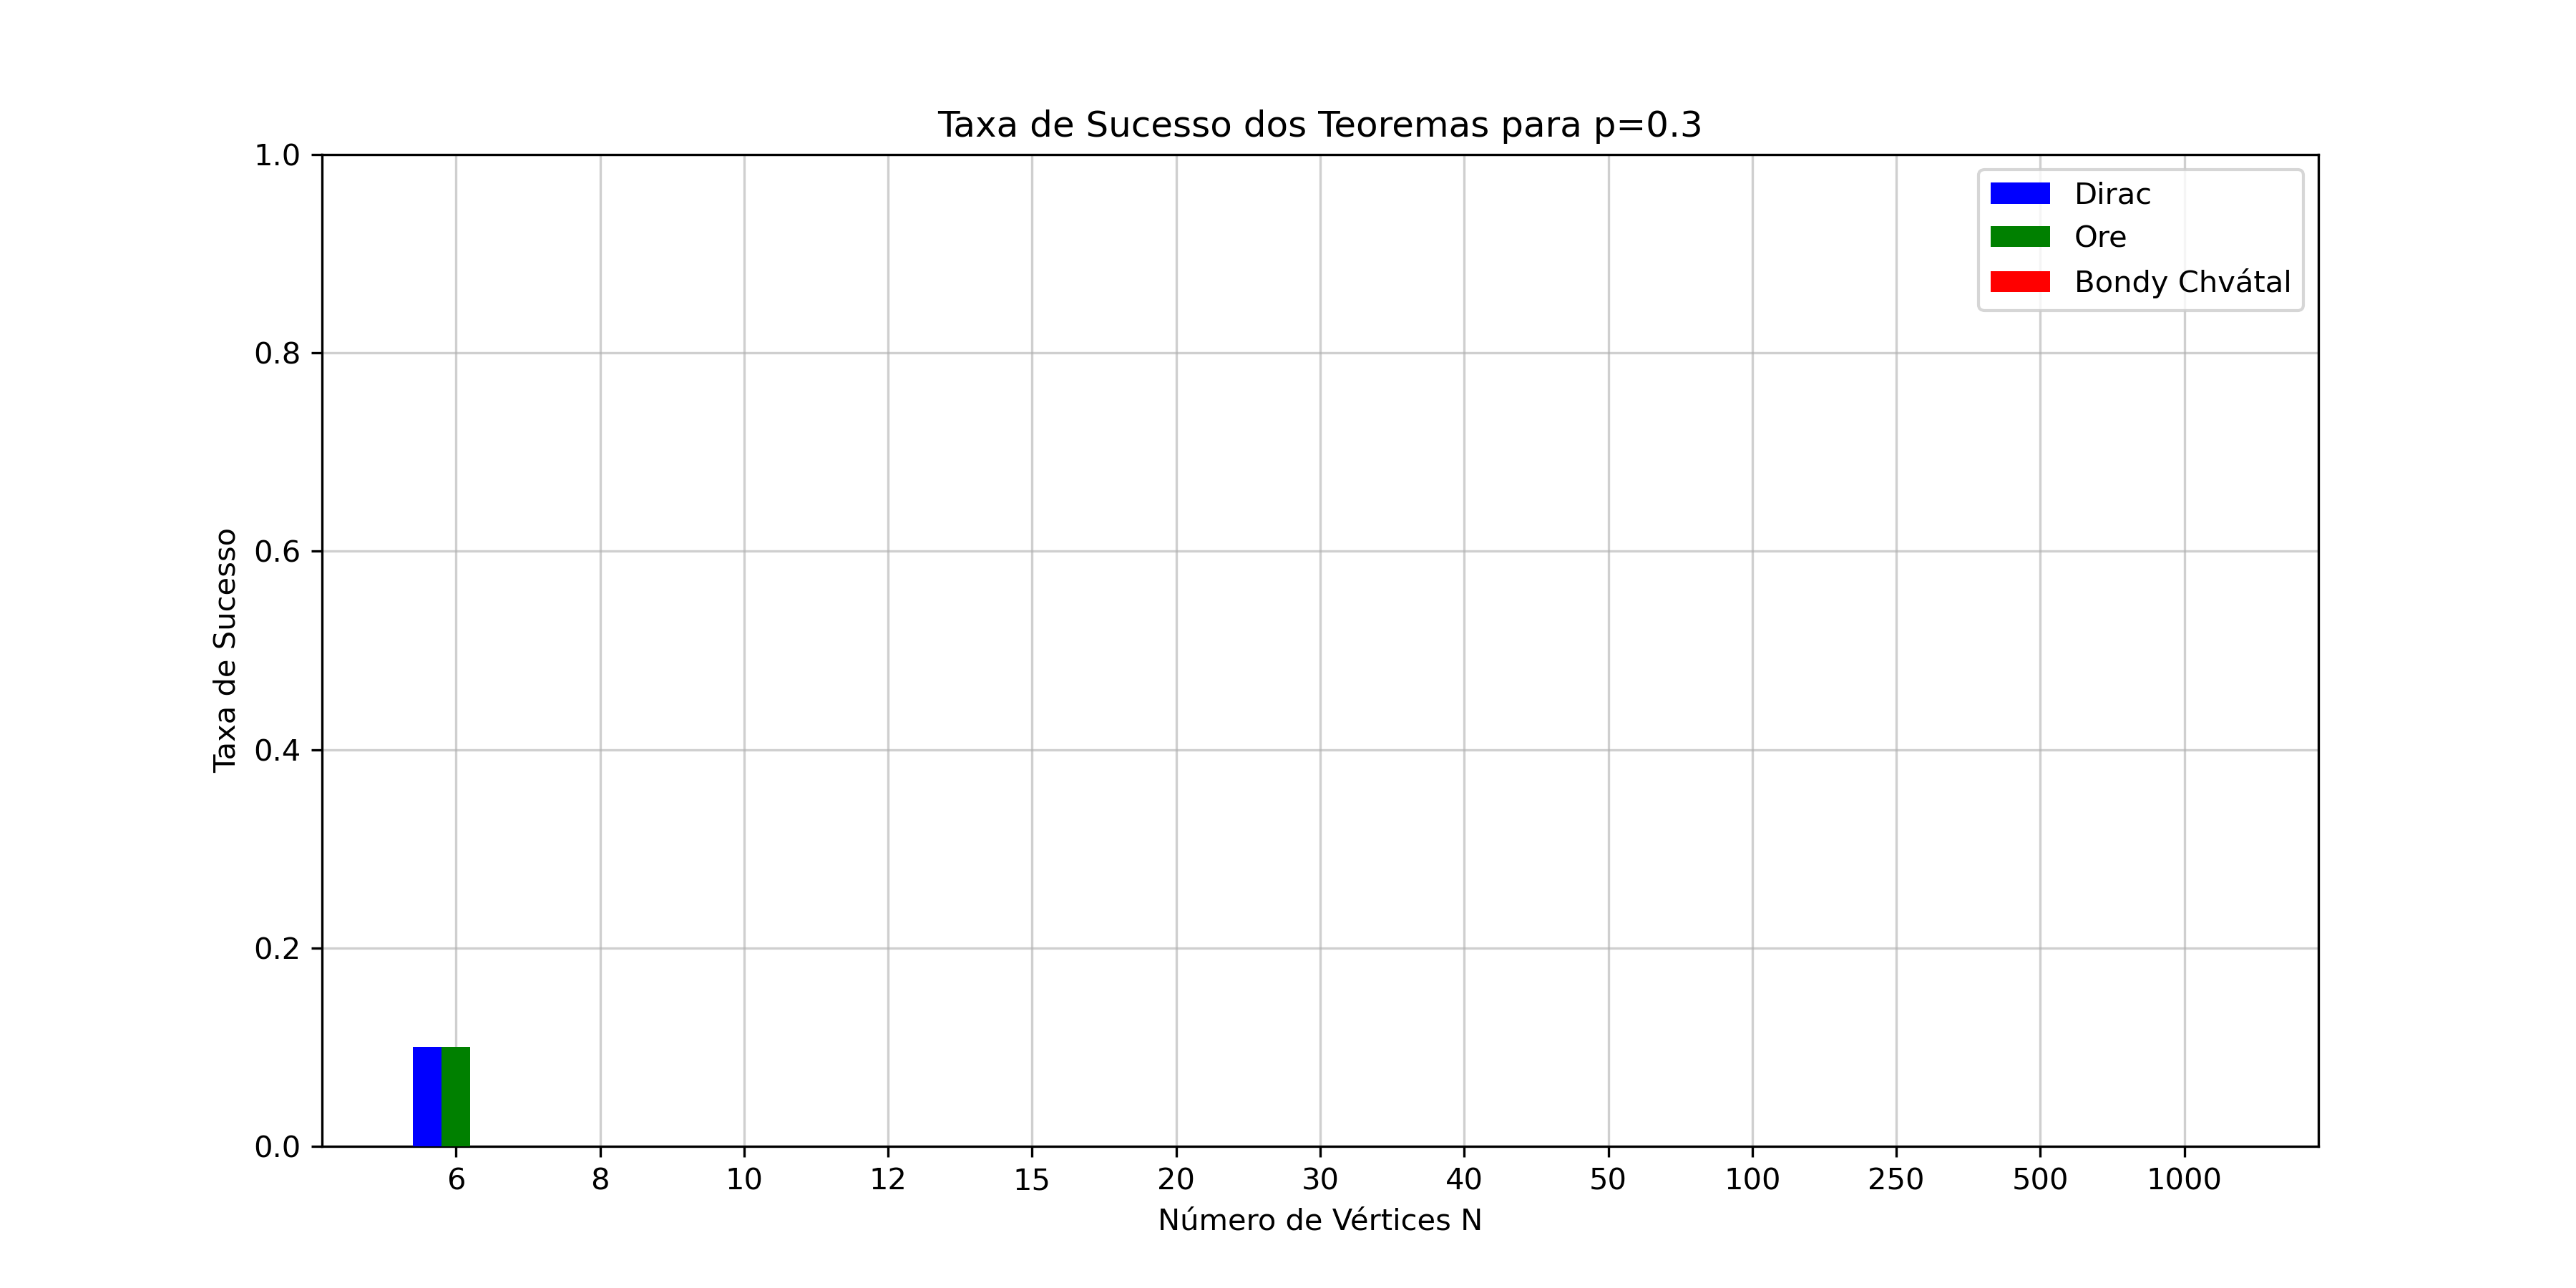 Taxa de Sucesso dos Teoremas para p=0.3
1.0
0.8
0.6
0.4
0.2
0.0
Taxa de Sucesso
Dirac
Ore
Bondy Chvátal
6 8 10 12 15 20 30 40 50 100 250 500 1000
Número de Vértices N